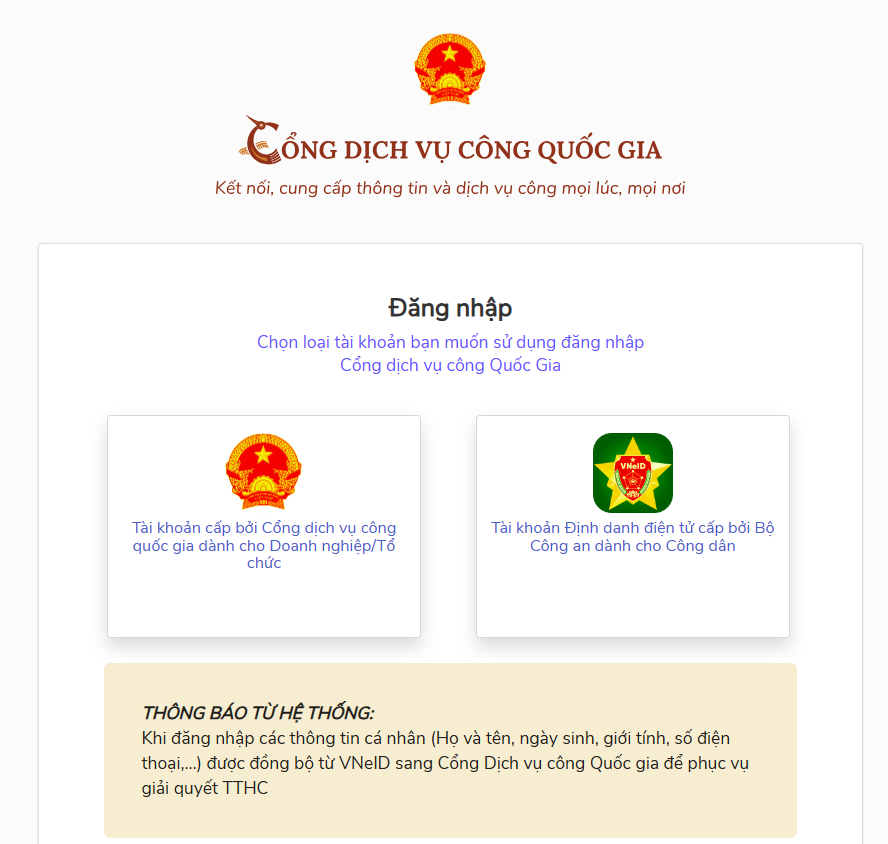 CỔNG DỊCH VỤ CÔNG QUỐC GIA
Kết nối, cung cấp thông tin và dịch vụ công mọi lúc, mọi nơi
Đăng nhập
Chọn loại tài khoản bạn muốn sử dụng đăng nhập
Cổng dịch vụ công Quốc Gia
Tài khoản cấp bởi Cổng dịch vụ công
quốc gia dành cho Doanh nghiệp/Tổ
chức
VNeID
Tài khoản Định danh điện tử cấp bởi Bộ
Công an dành cho Công dân
THÔNG BÁO TỪ HỆ THỐNG:
Khi đăng nhập các thông tin cá nhân (Họ và tên, ngày sinh, giới tính, số điện
thoại,...) được đồng bộ từ VNeID sang Cổng Dịch vụ công Quốc gia để phục vụ
giải quyết TTHC